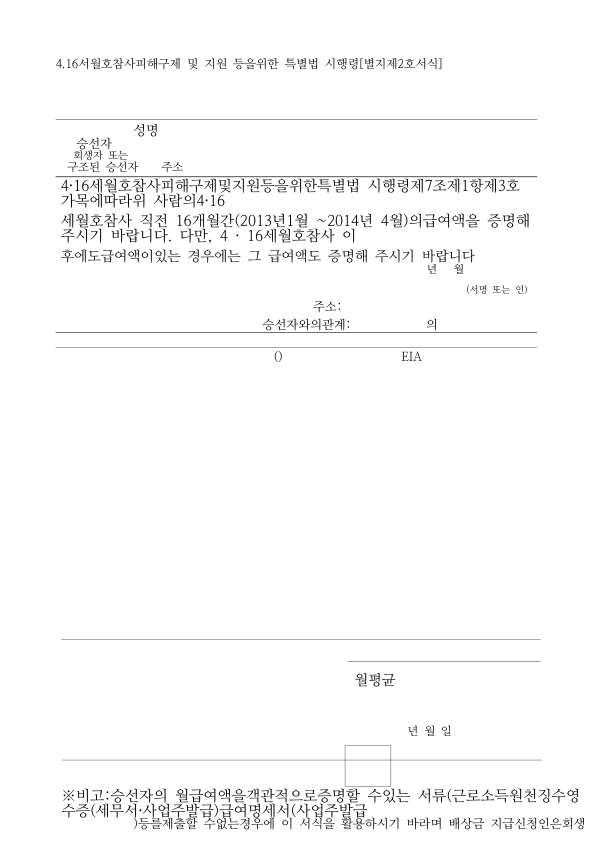 4.16서월호참사피해구제 및 지원 등을위한 특별법 시행령[별지제2호서식]
성명
승선자
회생자 또는
구조된 승선자 주소
4·16세월호참사피해구제및지원등을위한특별법 시행령제7조제1항제3호
가목에따라위 사람의4·16
세월호참사 직전 16개월간(2013년1월 ~2014년 4월)의급여액을 증명해
주시기 바랍니다. 다만, 4 · 16세월호참사 이
후에도급여액이있는 경우에는 그 급여액도 증명해 주시기 바랍니다
년 월
(서명 또는 인)
주소:
승선자와의관계: 의
() EIA
월평균
년 월 일
※비고:승선자의 월급여액을객관적으로증명할 수있는 서류(근로소득원천징수영
수증(세무서·사업주발급)급여명세서(사업주발급
)등를제출할 수없는경우에 이 서식을 활용하시기 바라며 배상금 지급신청인은회생